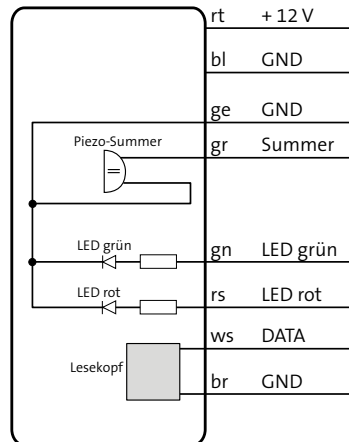 rt + 12 V
bl GND
ge GND
Piezo-Summer
gr Summer
LED grün
gn LED grün
LED rot
rs LED rot
ws DATA
Lesekopf
br GND